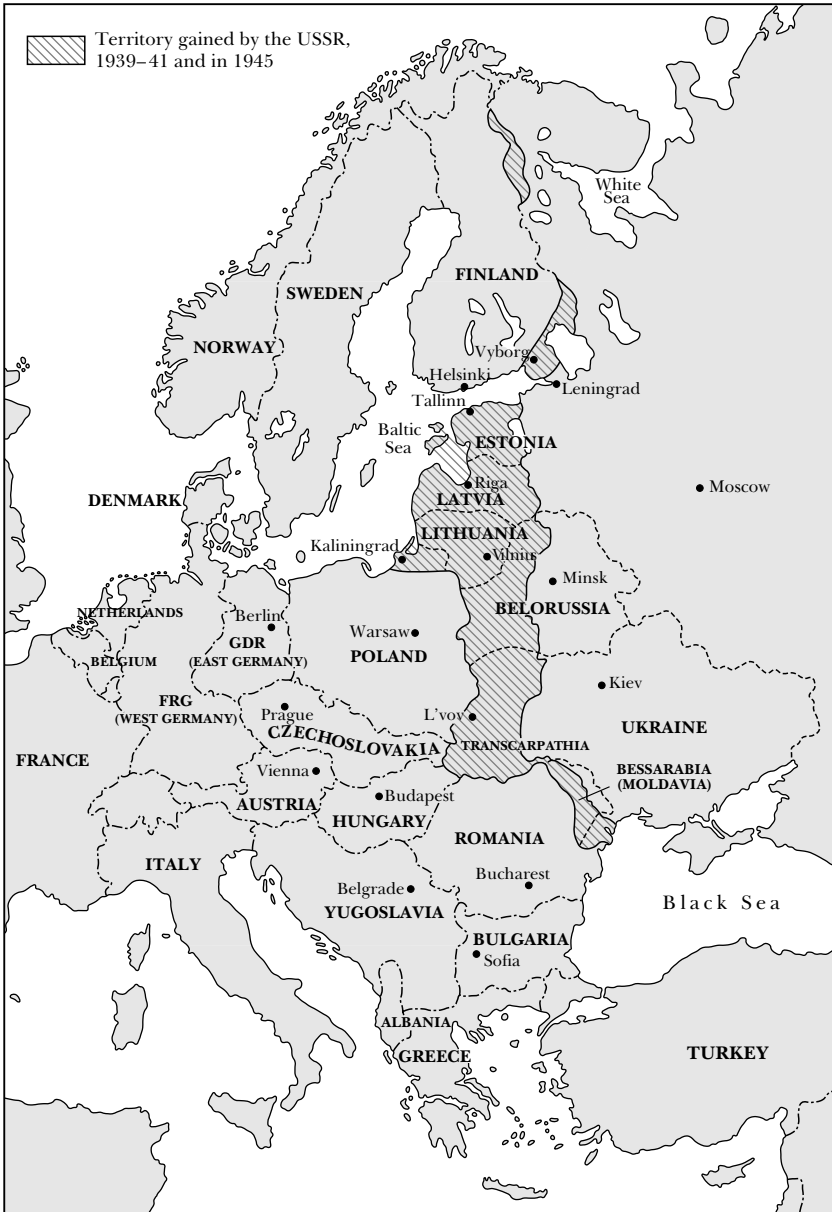 Territory gained by the USSR,
1939–41 and in 1945
White
Sea
FINLAND
SWEDEN
NORWAY
Vyborg
Helsinki
Leningrad
Tallinn
Baltic
Sea
ESTONIA
Riga
Moscow
LATVIA
DENMARK
LITHUANIA
Kaliningrad
Vilnius
Minsk
BELORUSSIA
NETHERLANDS
Berlin
Warsaw
GDR
(EAST GERMANY)
POLAND
BELGIUM
Kiev
FRG
(WEST GERMANY)
Prague
L'vov
UKRAINE
CZECHOSLOVAKIA
TRANSCARPATHIA
FRANCE
Vienna
BESSARABIA
(MOLDAVIA)
AUSTRIA
Budapest
HUNGARY
ROMANIA
ITALY
Bucharest
Belgrade
Black Sea
YUGOSLAVIA
BULGARIA
Sofia
ALBANIA
GREECE
TURKEY